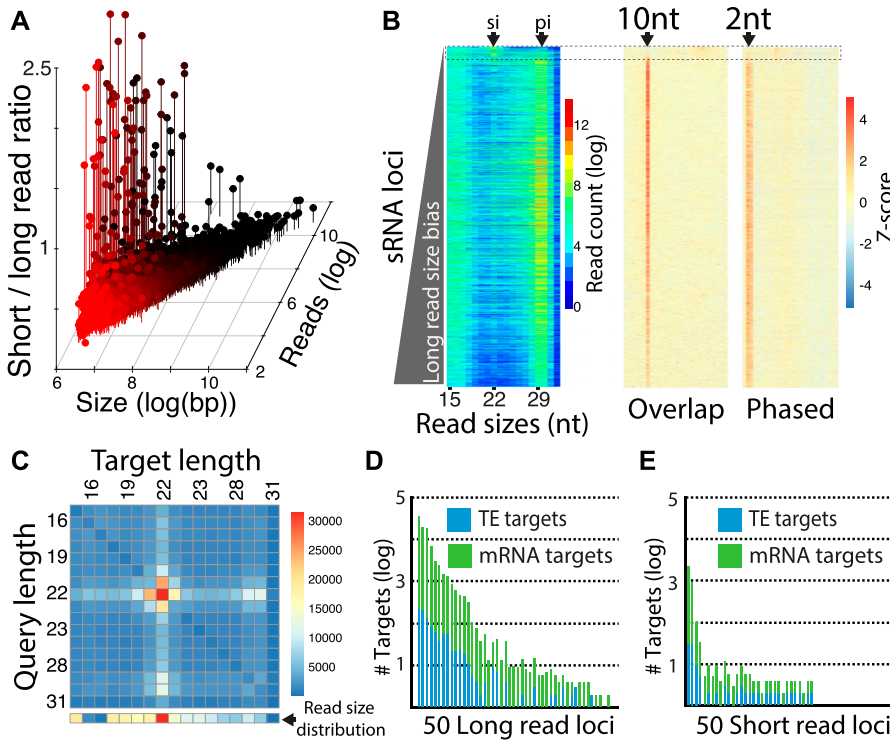 A
Short / long read ratio
2.5
1
6
8
10
Size (log(bp))
2
6
10
Reads (log)
B
si
pi
10nt
2nt
sRNA loci
Long read size bias
12
8
4
0
Read count (log)
4
2
0
-2
-4
Z-score
15
22
29
Read sizes (nt)
Overlap
Phased
C
Target length
16
19
22
23
28
31
Query length
16
19
22
23
28
31
30000
25000
20000
15000
10000
5000
Read size
distribution
D
# Targets (log)
5
3
1
TE targets
mRNA targets
50 Long read loci
E
# Targets (log)
5
3
1
TE targets
mRNA targets
50 Short read loci